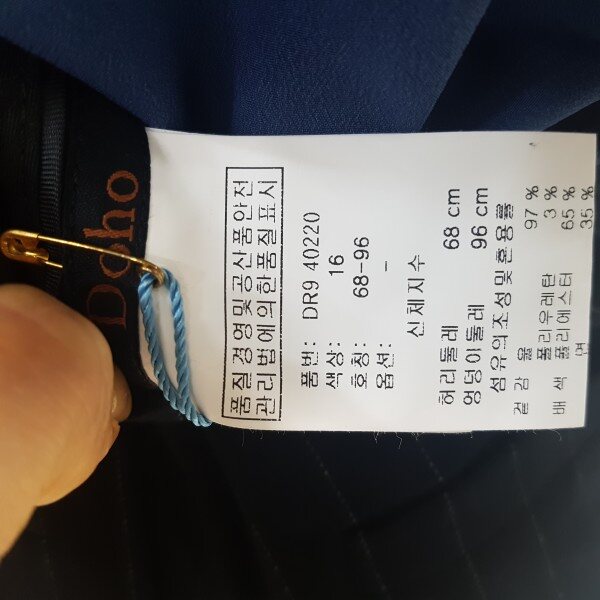 Doho
품질경영및공산품안전
관리법에의한품질표시
품번: DR9 40220
색상: 16
호칭: 68-96
옵션: -
신체지수
허리둘레 68 cm
엉덩이둘레 96 cm
섬유의조성및혼용률
겉감 울 97 %
폴리우레탄 3 %
배색 폴리에스터 65 %
면 35 %